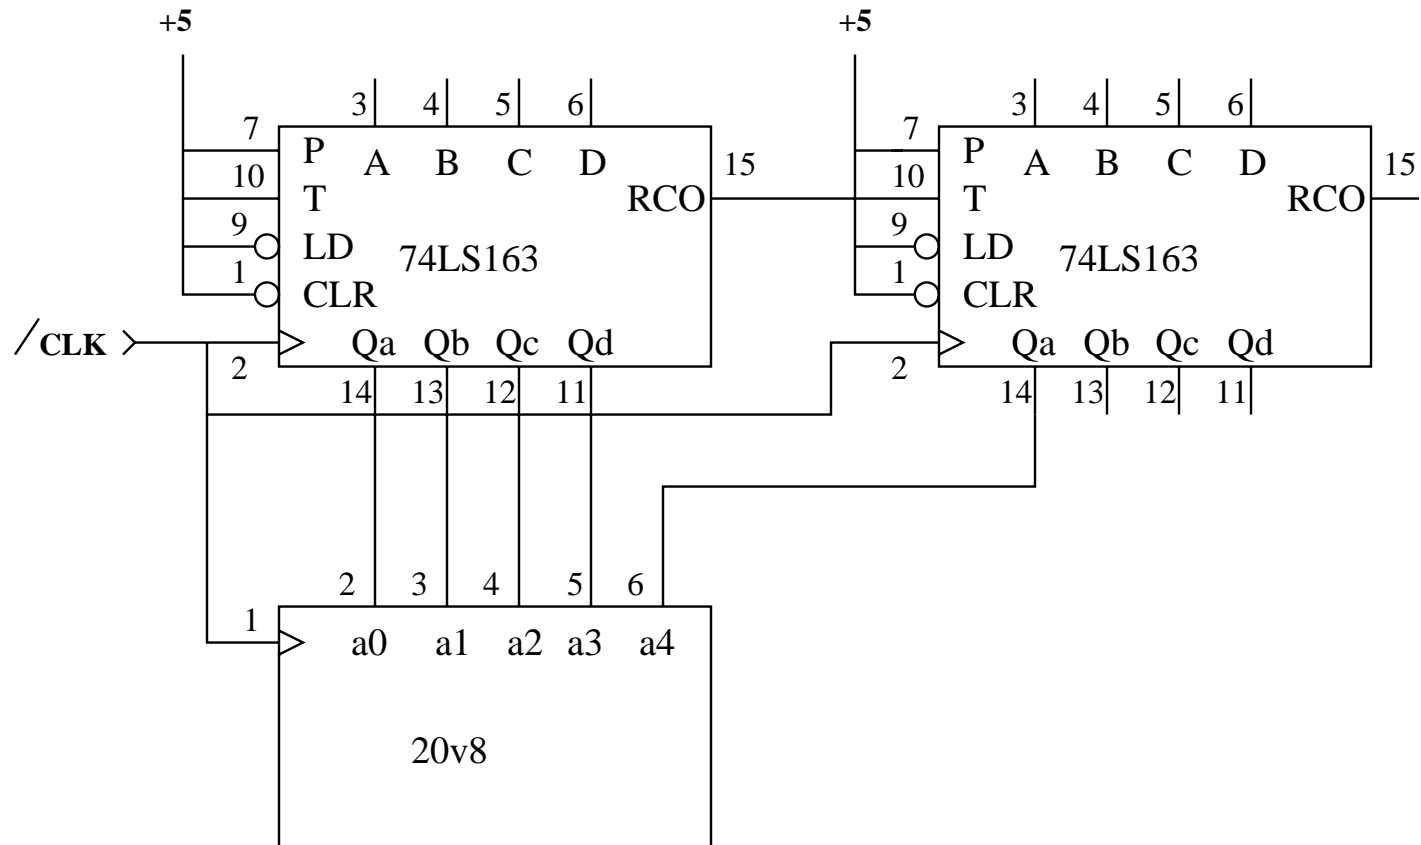 +5 +5
3 4 5 6 3 4 5 6
7 P A B C D 15 7 P A B C D 15
10 T RCO 10 T RCO
9 LD 74LS163 9 LD 74LS163
1 CLR 1 CLR
/CLK 2 Qa Qb Qc Qd 2 Qa Qb Qc Qd
14 13 12 11 14 13 12 11
2 3 4 5 6
1 a0 a1 a2 a3 a4
20v8